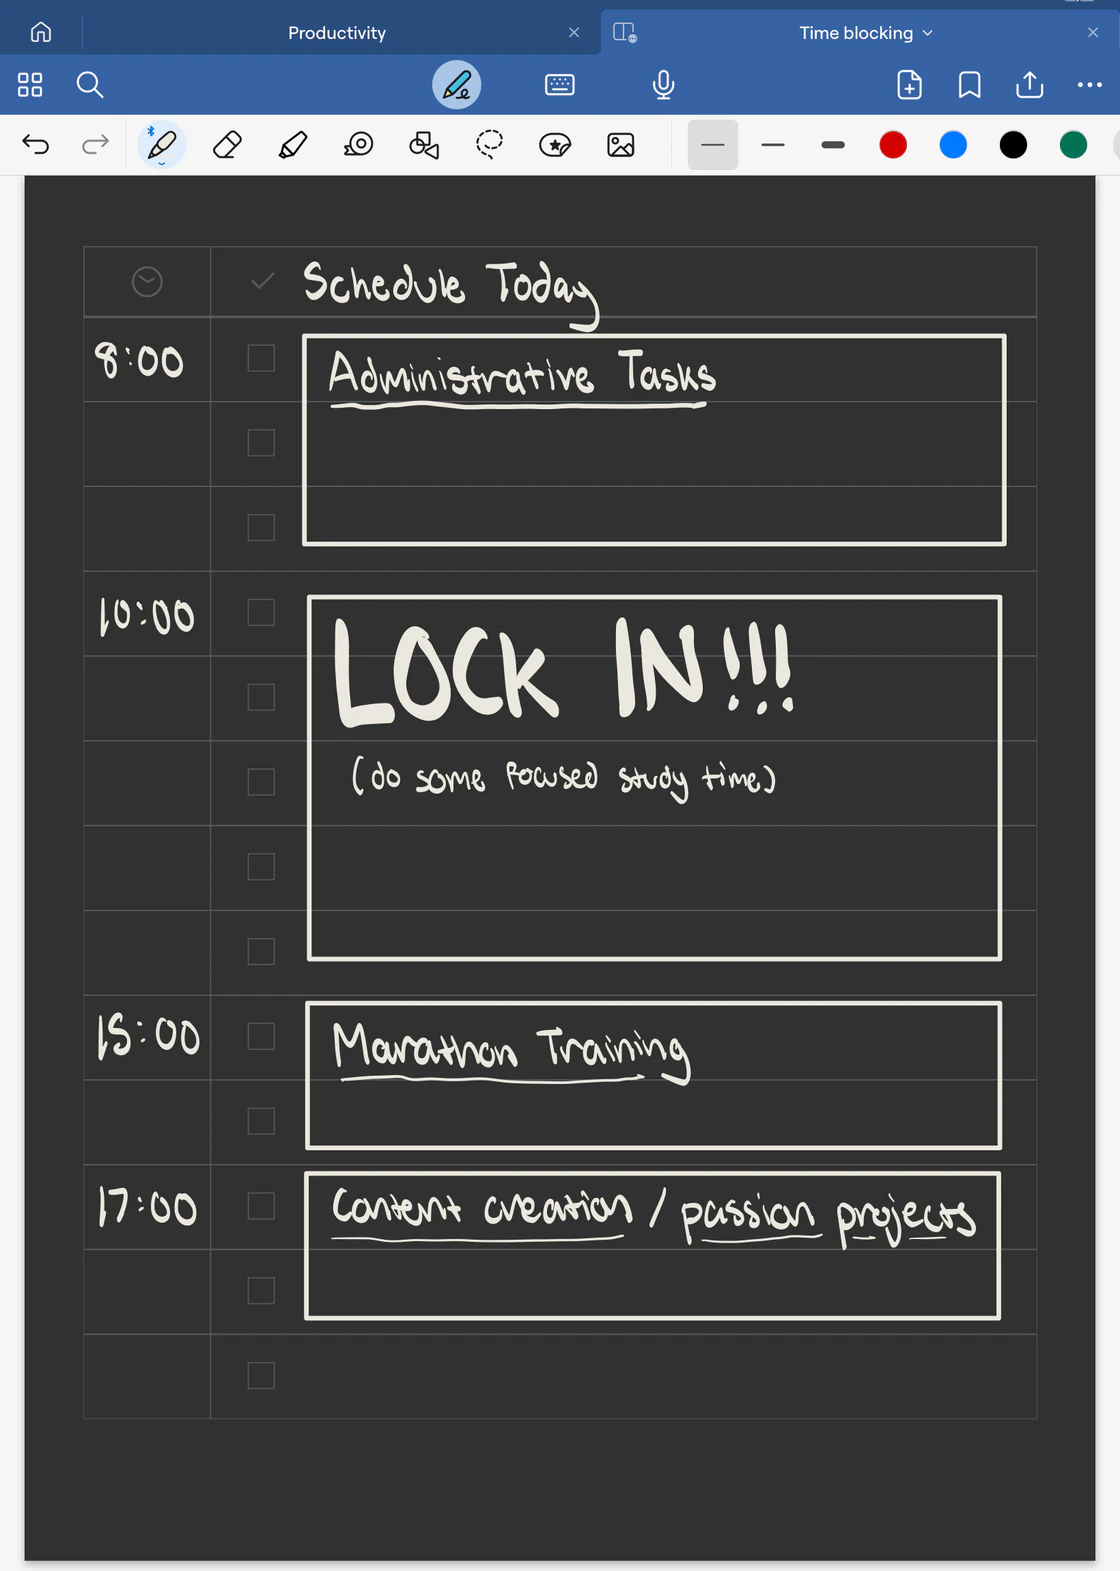 Productivity
Time blocking
Schedule Today
8:00
Administrative Tasks
10:00
LOCK IN!!!
(do some focused study time)
15:00
Marathon Training
17:00
Content creation / passion projects